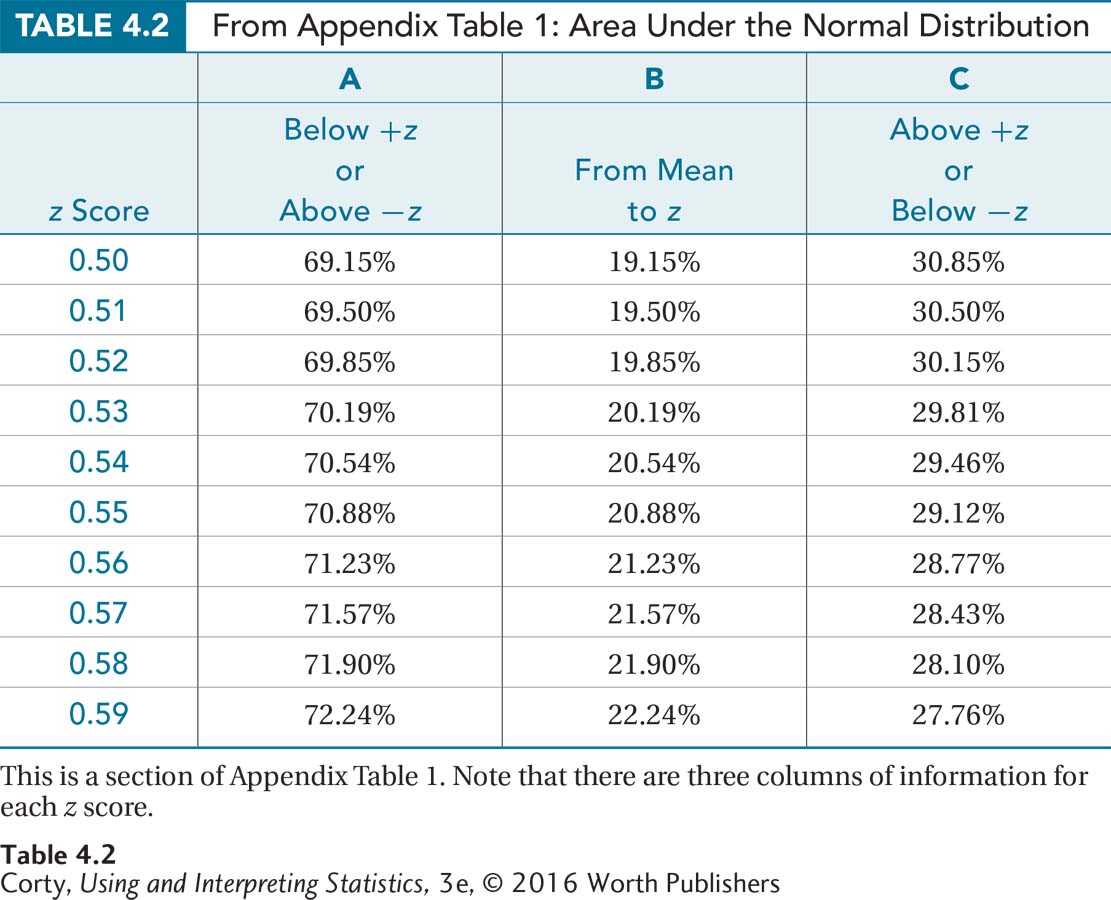 TABLE 4.2 From Appendix Table 1: Area Under the Normal Distribution
A B C
Below +z Above +z
or From Mean or
z Score Above −z to z Below −z
0.50 69.15% 19.15% 30.85%
0.51 69.50% 19.50% 30.50%
0.52 69.85% 19.85% 30.15%
0.53 70.19% 20.19% 29.81%
0.54 70.54% 20.54% 29.46%
0.55 70.88% 20.88% 29.12%
0.56 71.23% 21.23% 28.77%
0.57 71.57% 21.57% 28.43%
0.58 71.90% 21.90% 28.10%
0.59 72.24% 22.24% 27.76%
This is a section of Appendix Table 1. Note that there are three columns of information for
each z score.
Table 4.2
Corty, Using and Interpreting Statistics, 3e, © 2016 Worth Publishers